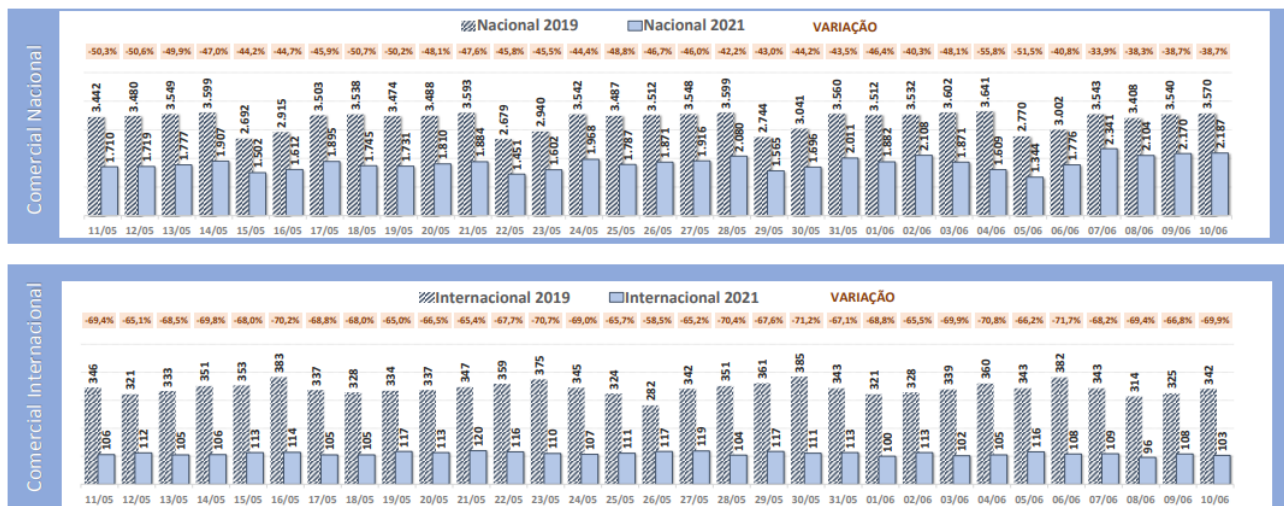 Comercial Nacional
Nacional 2019 Nacional 2021 VARIAÇÃO
-50,3% -50,6% -49,9% -47,0% -44,2% -44,7% -45,9% -50,7% -50,2% -48,1% -47,6% -45,8% -45,5% -44,4% -48,8% -46,7% -46,0% -42,2% -43,0% -44,2% -43,5% -46,4% -40,3% -48,1% -55,8% -51,5% -40,8% -33,9% -38,3% -38,7% -38,7%
3.442 3.480 3.549 3.599 2.692 2.915 3.503 3.538 3.474 3.488 3.593 2.679 2.940 3.542 3.487 3.512 3.548 3.599 2.744 3.041 3.560 3.512 3.532 3.602 3.641 2.770 3.002 3.543 3.408 3.540 3.570
1.710 1.719 1.777 1.907 1.502 1.612 1.895 1.745 1.731 1.810 1.884 1.451 1.602 1.968 1.787 1.871 1.916 2.080 1.565 1.696 2.011 1.882 2.108 1.871 1.609 1.344 1.776 2.341 2.104 2.170 2.187
11/05 12/05 13/05 14/05 15/05 16/05 17/05 18/05 19/05 20/05 21/05 22/05 23/05 24/05 25/05 26/05 27/05 28/05 29/05 30/05 31/05 01/06 02/06 03/06 04/06 05/06 06/06 07/06 08/06 09/06 10/06
Comercial Internacional
Internacional 2019 Internacional 2021 VARIAÇÃO
-69,4% -65,1% -68,5% -69,8% -68,0% -70,2% -68,8% -68,0% -65,0% -66,5% -65,4% -67,7% -70,7% -69,0% -65,7% -58,5% -65,2% -70,4% -67,6% -71,2% -67,1% -68,8% -65,5% -69,9% -70,8% -66,2% -71,7% -68,2% -69,4% -66,8% -69,9%
346 321 333 351 353 383 337 328 334 337 347 359 375 345 324 282 342 351 361 385 343 321 328 339 360 343 382 343 314 325 342
106 112 105 106 113 114 105 105 117 113 120 116 110 107 111 117 119 104 117 111 113 100 113 102 105 116 108 109 96 108 103
11/05 12/05 13/05 14/05 15/05 16/05 17/05 18/05 19/05 20/05 21/05 22/05 23/05 24/05 25/05 26/05 27/05 28/05 29/05 30/05 31/05 01/06 02/06 03/06 04/06 05/06 06/06 07/06 08/06 09/06 10/06